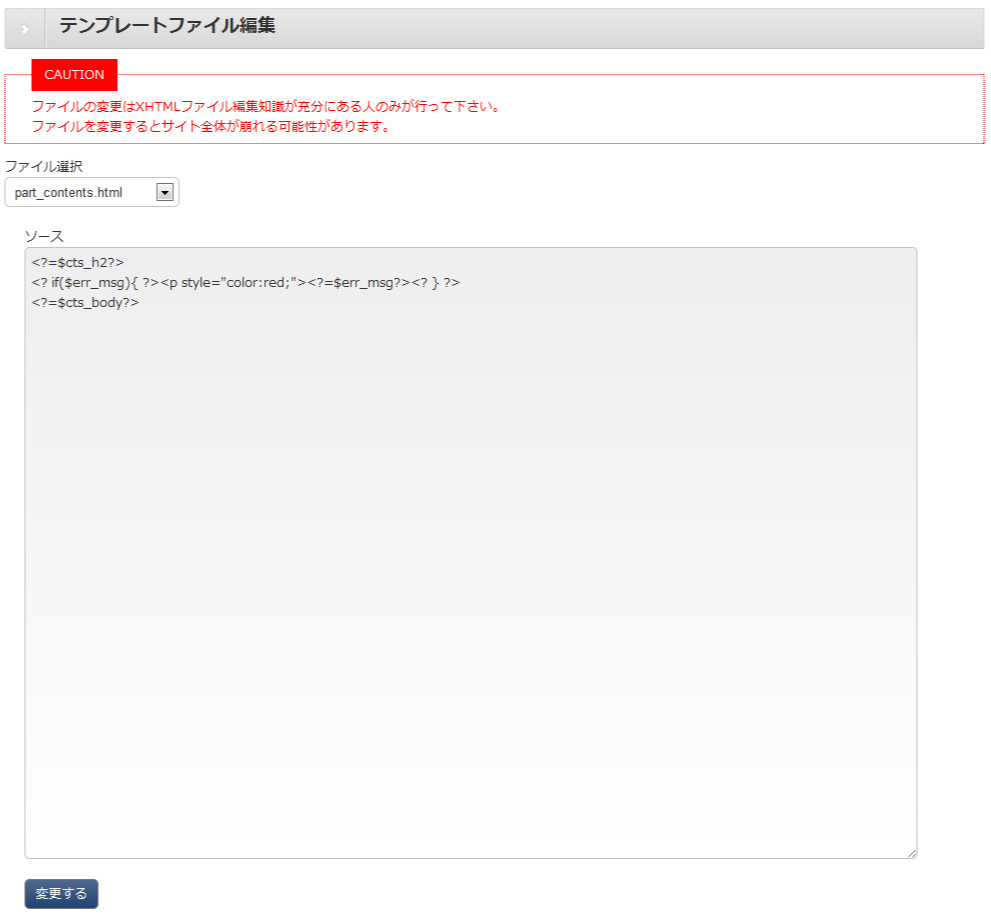 テンプレートファイル編集
CAUTION
ファイルの変更はXHTMLファイル編集知識が充分にある人のみが行って下さい。
ファイルを変更するとサイト全体が崩れる可能性があります。
ファイル選択
part_contents.html
ソース
<?=$cts_h2?>
<? if($err_msg){ ?><p style="color:red;"><?=$err_msg?><? } ?>
<?=$cts_body?>
変更する